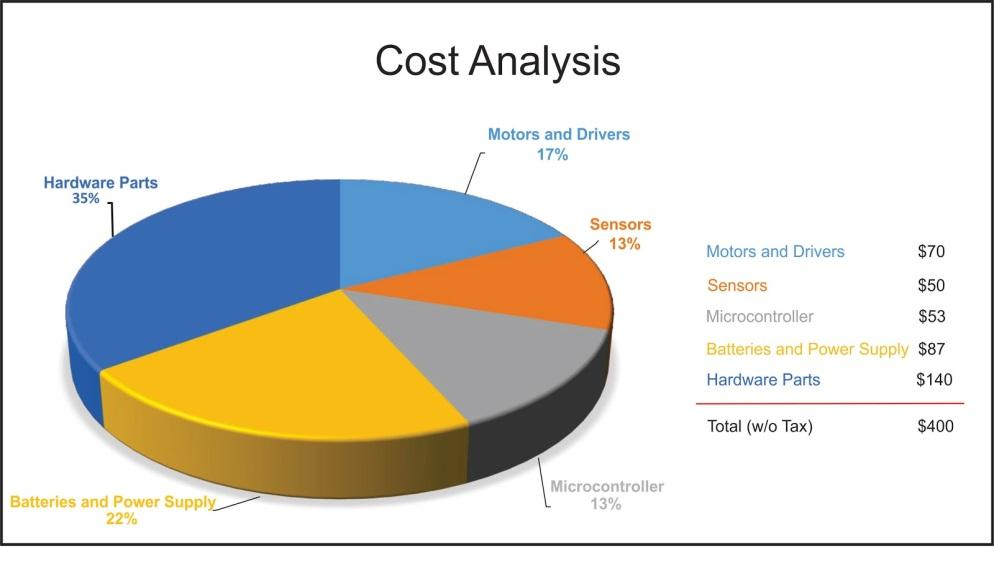 Cost Analysis
Motors and Drivers
17%
Hardware Parts
35%
Sensors
13%
Batteries and Power Supply
22%
Microcontroller
13%
Motors and Drivers $70
Sensors $50
Microcontroller $53
Batteries and Power Supply $87
Hardware Parts $140
Total (w/o Tax) $400